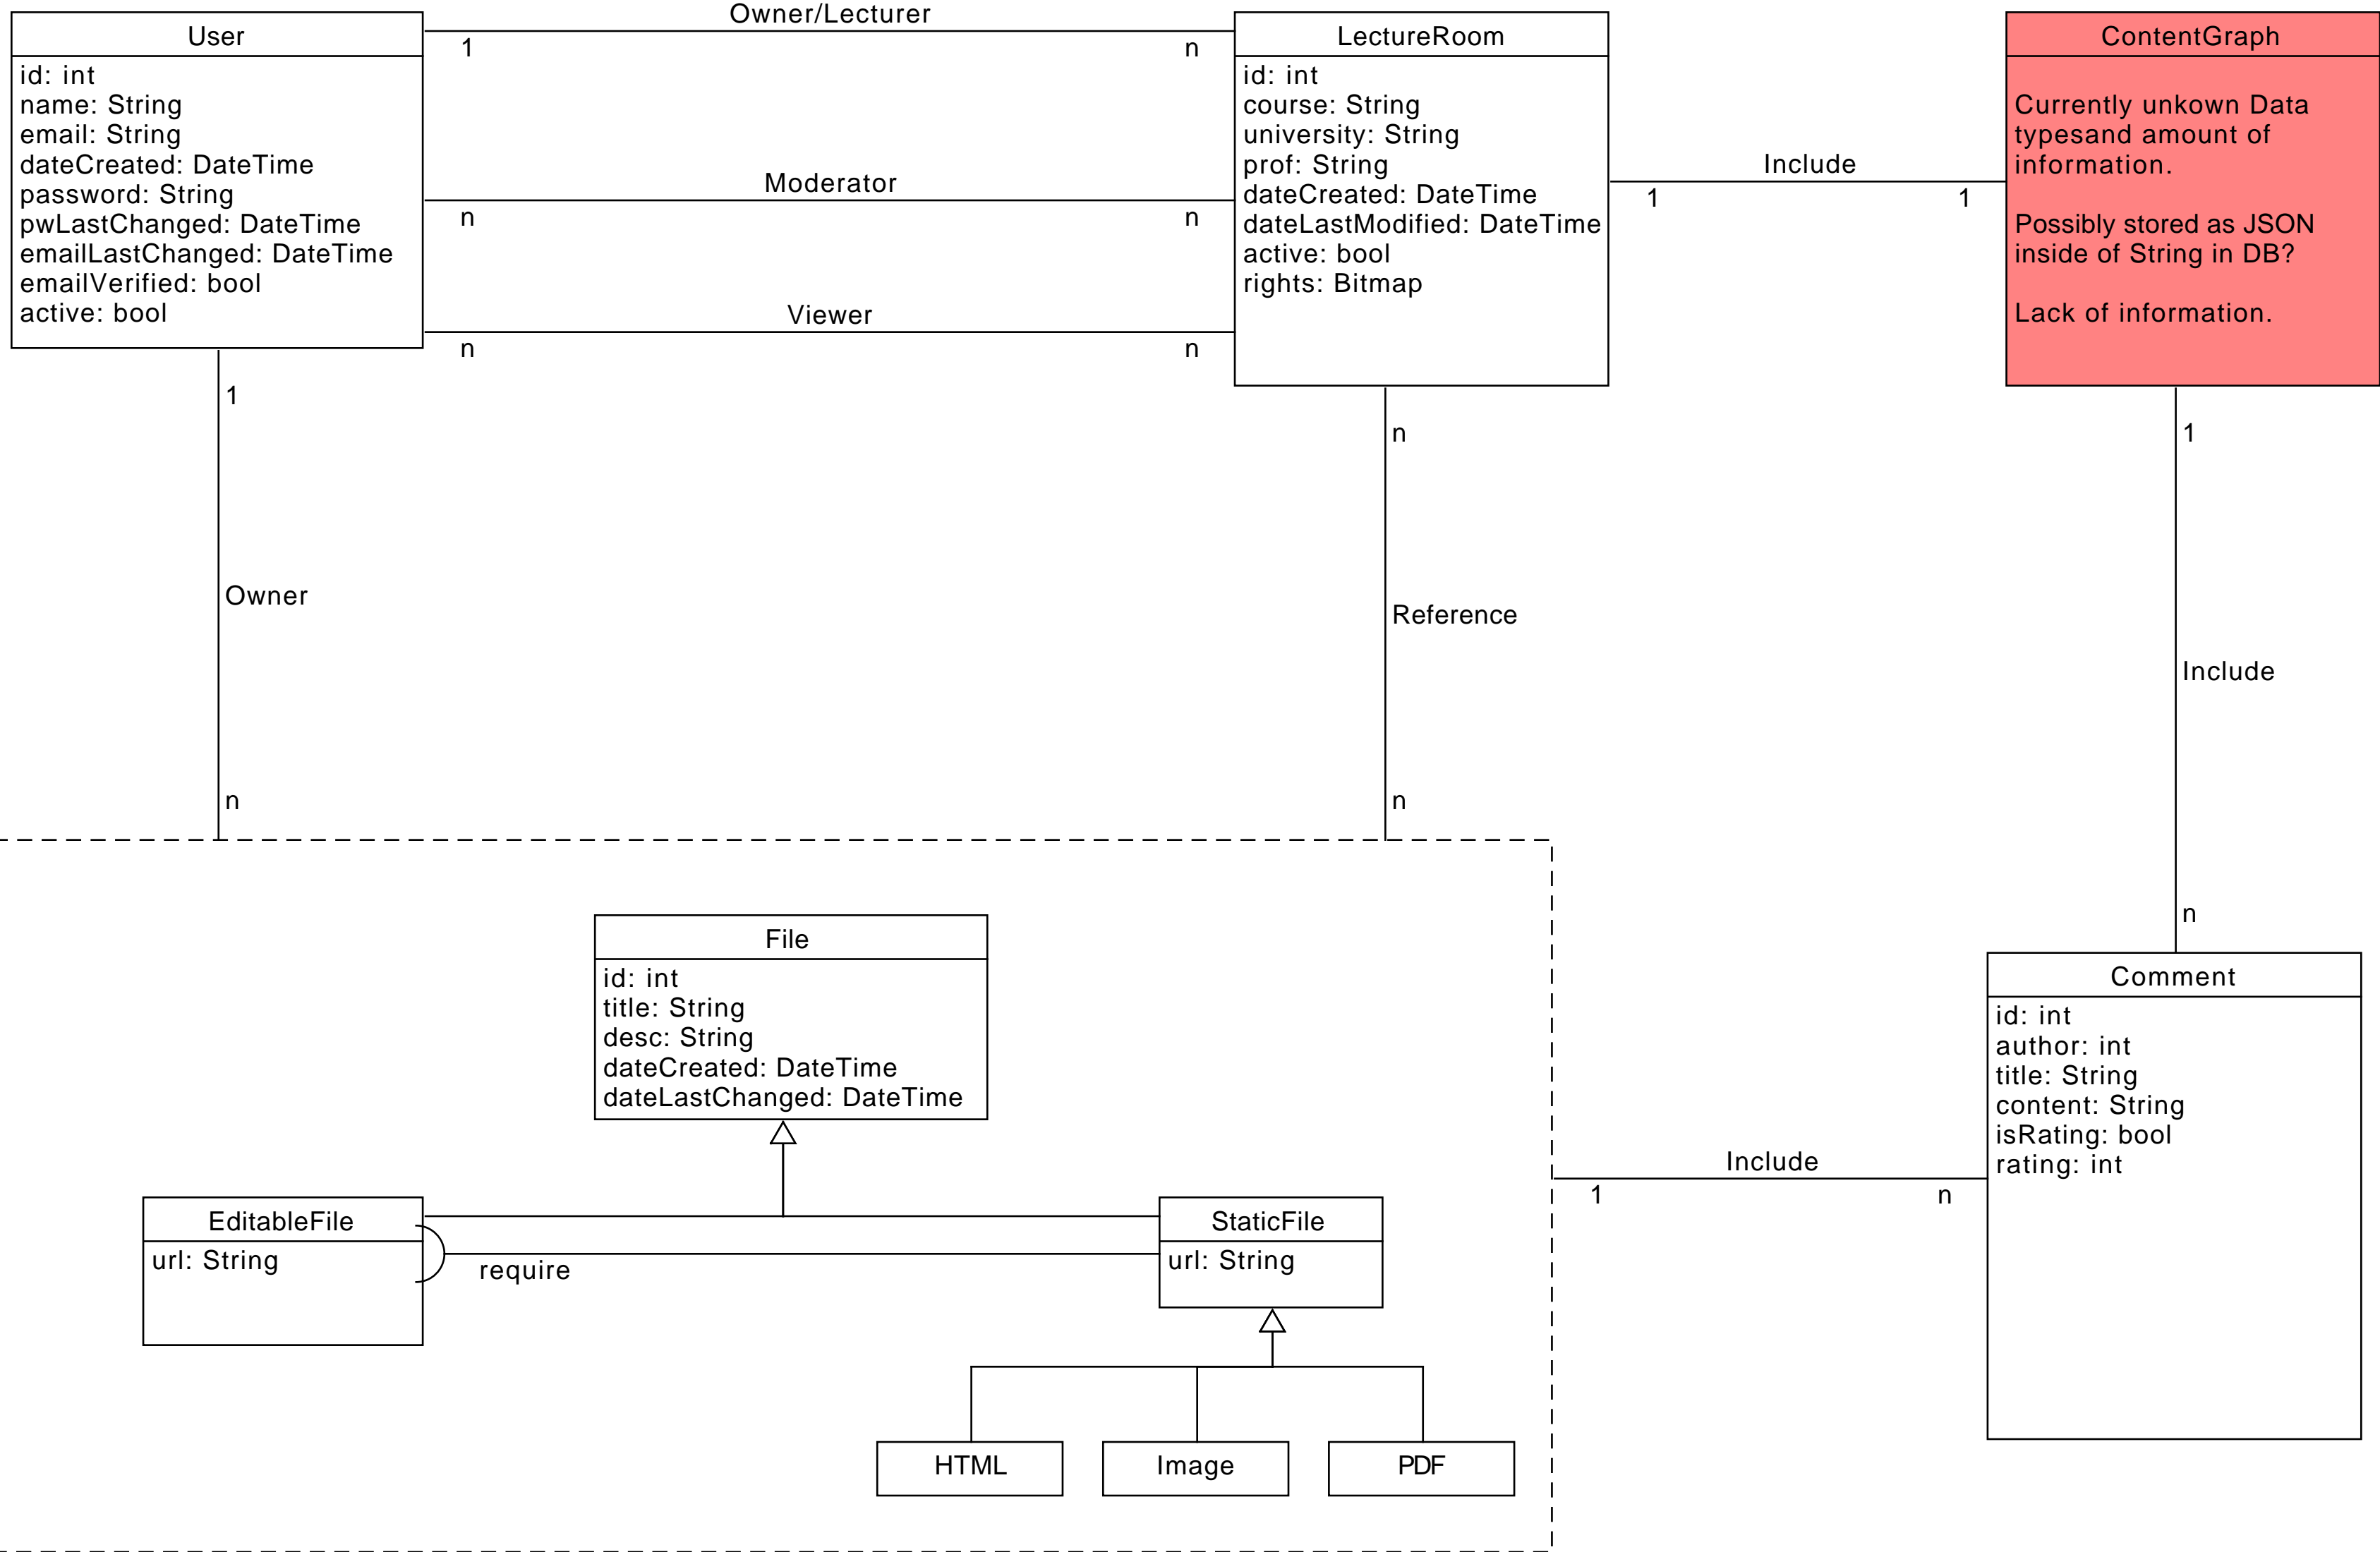 User
id: int
name: String
email: String
dateCreated: DateTime
password: String
pwLastChanged: DateTime
emailLastChanged: DateTime
emailVerified: bool
active: bool
Owner/Lecturer
1
n
Moderator
n
n
Viewer
n
n
LectureRoom
id: int
course: String
university: String
prof: String
dateCreated: DateTime
dateLastModified: DateTime
active: bool
rights: Bitmap
Include
1
1
ContentGraph
Currently unkown Data
typesand amount of
information.
Possibly stored as JSON
inside of String in DB?
Lack of information.
1
Owner
n
n
Reference
n
1
Include
n
File
id: int
title: String
desc: String
dateCreated: DateTime
dateLastChanged: DateTime
EditableFile
url: String
require
StaticFile
url: String
HTML
Image
PDF
Include
1
n
Comment
id: int
author: int
title: String
content: String
isRating: bool
rating: int